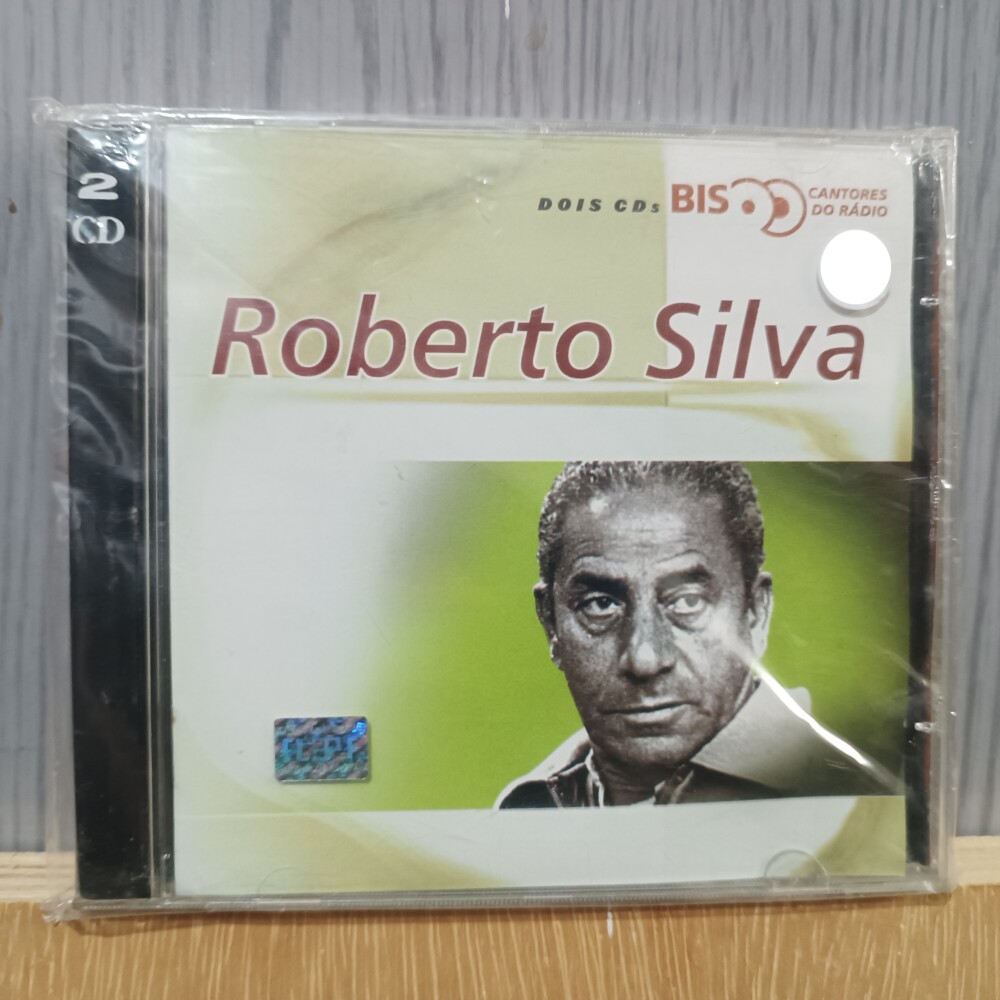 2
CD
DOIS CDs BIS CANTORES
DO RÁDIO
Roberto Silva